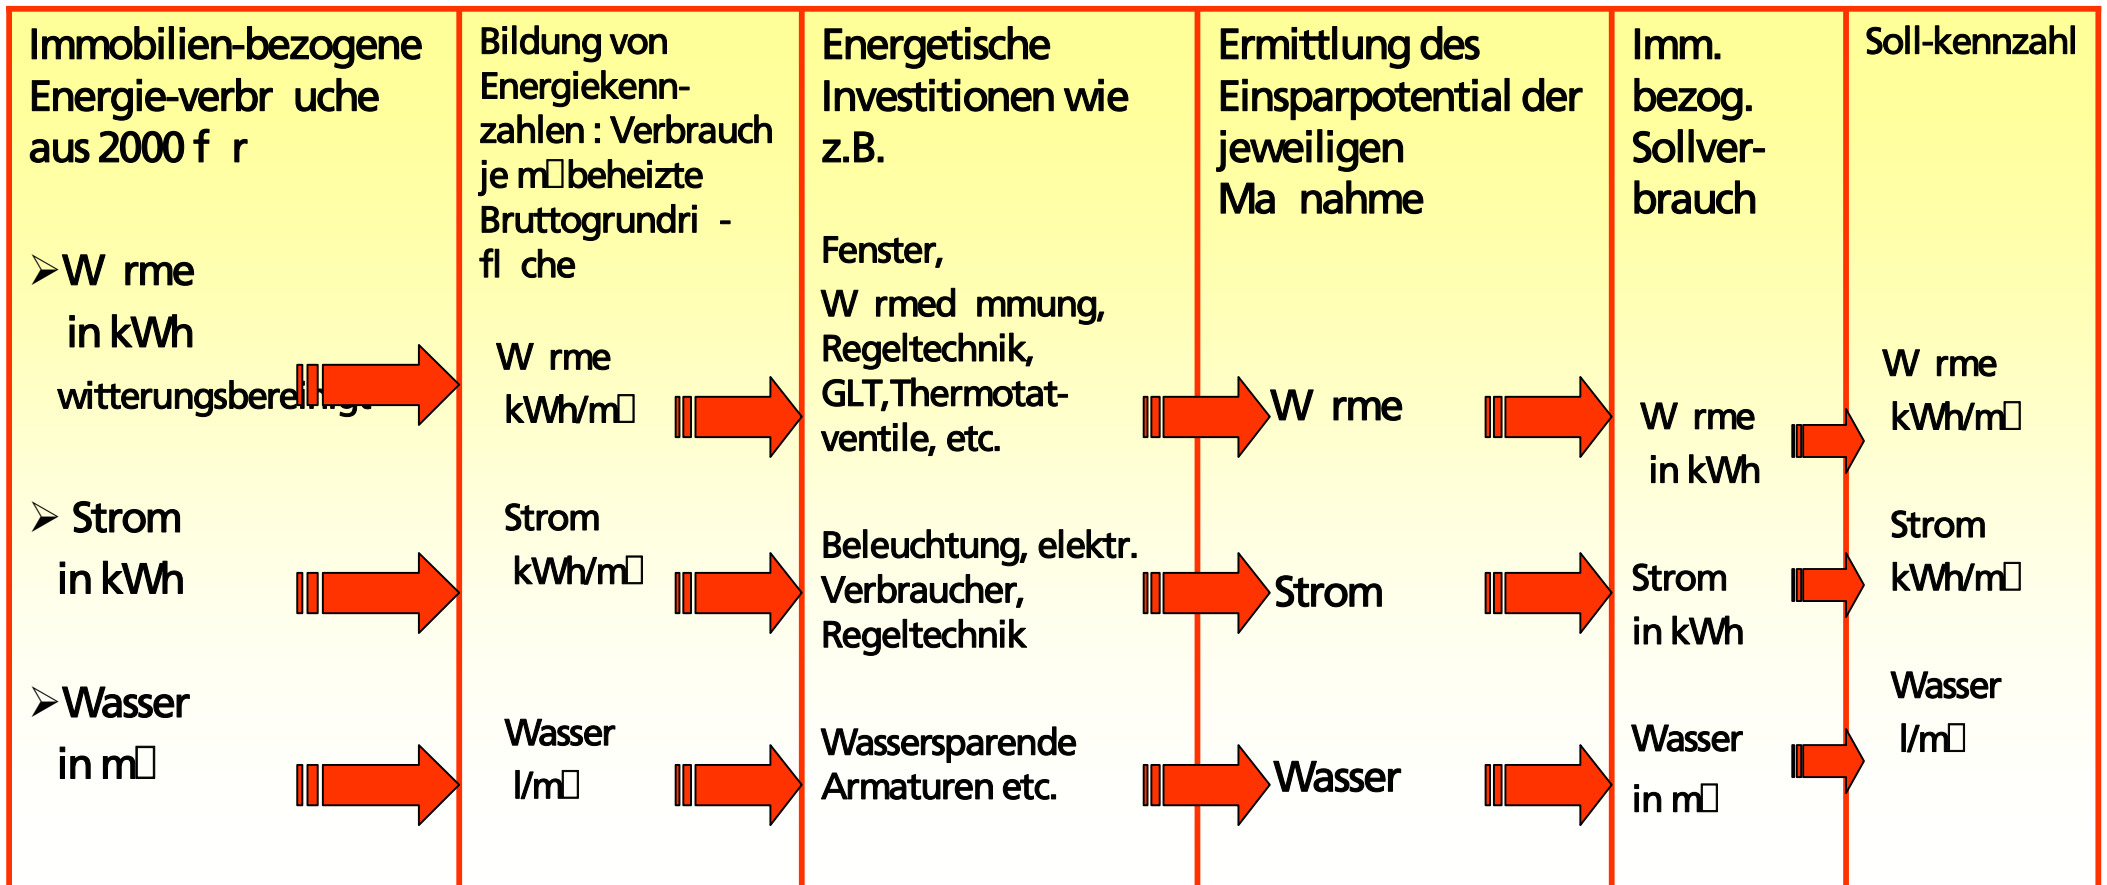 Immobilien-bezogene
Energie-verbr uche
aus 2000 f r
➢W rme
in kWh
witterungsbereinigt
➢ Strom
in kWh
➢Wasser
in m□
Bildung von
Energiekenn-
zahlen : Verbrauch
je m□beheizte
Bruttogrundri -
fl che
W rme
kWh/m□
Strom
kWh/m□
Wasser
l/m□
Energetische
Investitionen wie
z.B.
Fenster,
W rmed mmung,
Regeltechnik,
GLT,Thermotat-
ventile, etc.
Beleuchtung, elektr.
Verbraucher,
Regeltechnik
Wassersparende
Armaturen etc.
Ermittlung des
Einsparpotential der
jeweiligen
Ma nahme
W rme
Strom
Wasser
Imm.
bezog.
Sollver-
brauch
W rme
in kWh
Strom
in kWh
Wasser
in m□
Soll-kennzahl
W rme
kWh/m□
Strom
kWh/m□
Wasser
l/m□